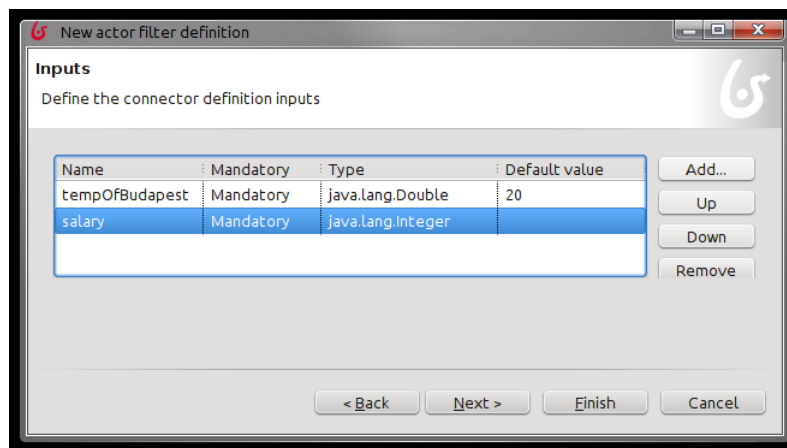 New actor filter definition
Inputs
Define the connector definition inputs
Name Mandatory Type Default value
tempOfBudapest Mandatory java.lang.Double 20
salary Mandatory java.lang.Integer
Add...
Up
Down
Remove
< Back Next > Finish Cancel